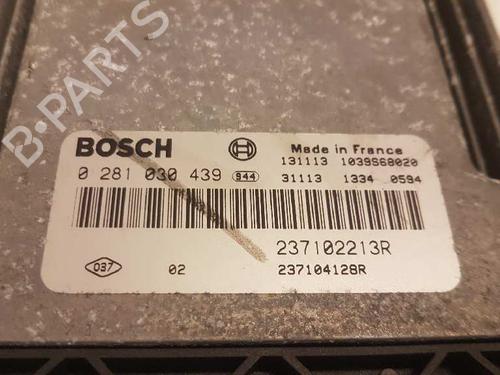 B-PARTS
BOSCH
Made in France
131113 1039S68020
0 281 030 439 944 31113 1334 0594
237102213R
037 02 237104128R